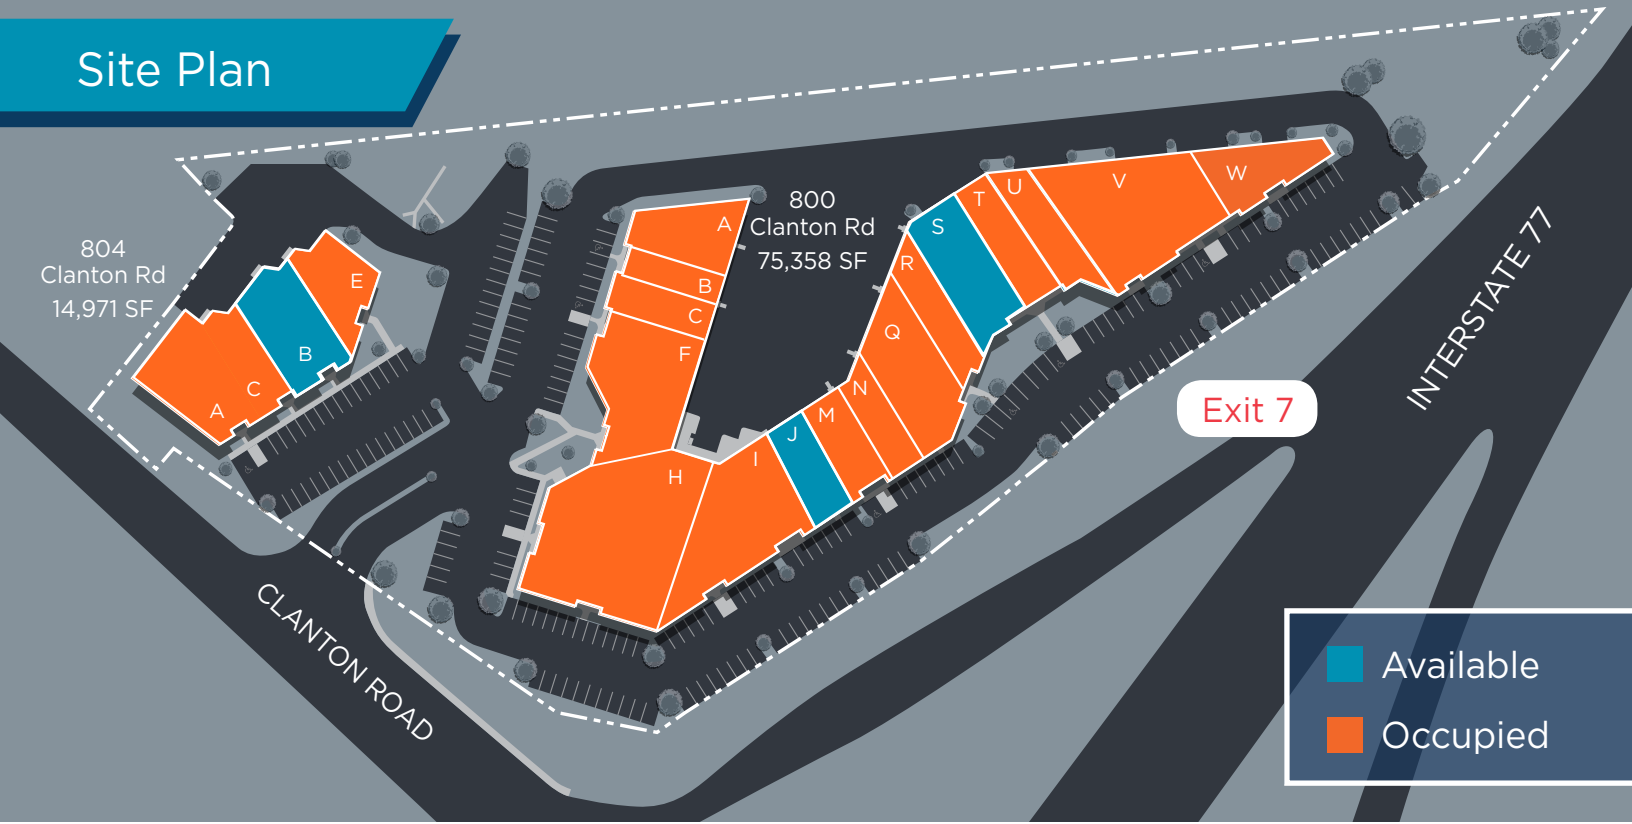 Site Plan
804
Clanton Rd
14,971 SF
E
B
C
A
800
Clanton Rd
75,358 SF
A
B
C
F
H
I
J
M
N
Q
R
S
T
U
V
W
INTERSTATE 77
Exit 7
CLANTON ROAD
Available
Occupied